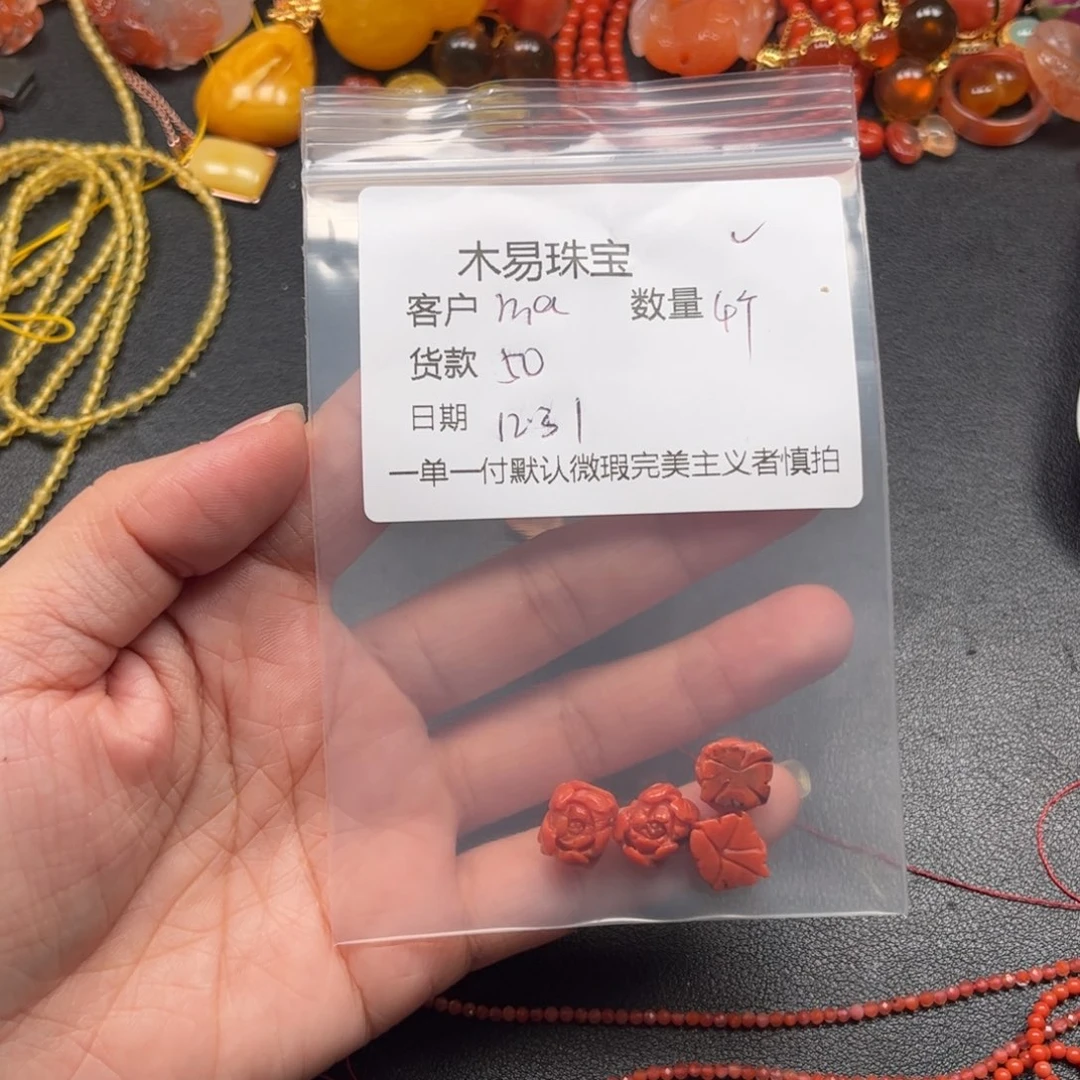 木易珠宝
客户 ma 数量 4个
货款 50
日期 12.31
一单一付默认微瑕完美主义者慎拍